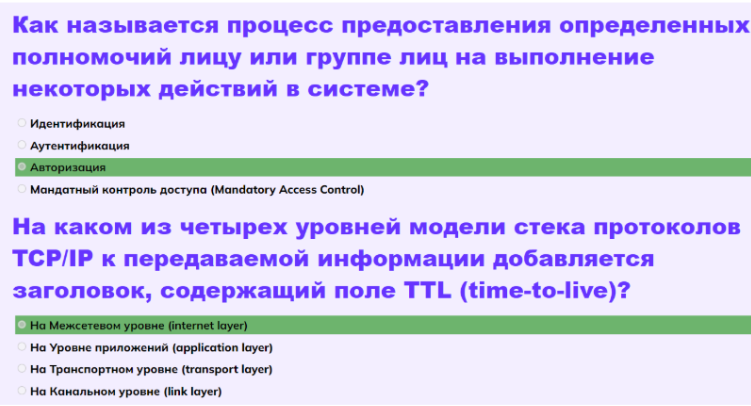 Как называется процесс предоставления определенных
полномочий лицу или группе лиц на выполнение
некоторых действий в системе?
Идентификация
Аутентификация
Авторизация
Мандатный контроль доступа (Mandatory Access Control)
На каком из четырех уровней модели стека протоколов
TCP/IP к передаваемой информации добавляется
заголовок, содержащий поле TTL (time-to-live)?
На Межсетевом уровне (internet layer)
На Уровне приложений (application layer)
На Транспортном уровне (transport layer)
На Канальном уровне (link layer)